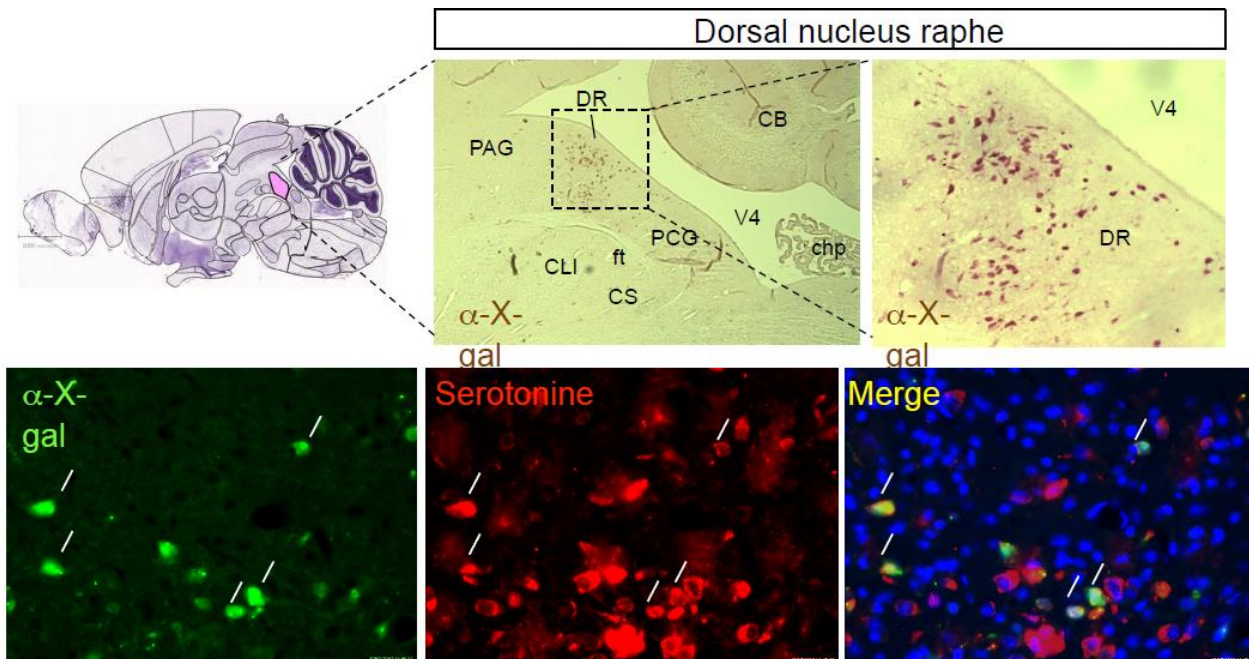 Dorsal nucleus raphe
DR
PAG
CB
V4
PCG
chp
ft
CLI
CS
α-X-
gal
V4
DR
α-X-
gal
α-X-
gal
Serotonine
Merge